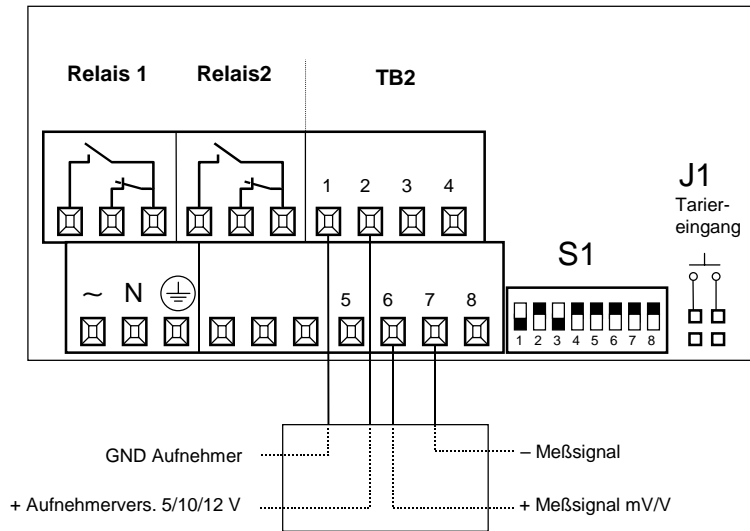 Relais 1 Relais2 TB2
1 2 3 4
J1
Tarier-
eingang
S1
~ N
5 6 7 8
1 2 3 4 5 6 7 8
GND Aufnehmer
– Meßsignal
+ Aufnehmervers. 5/10/12 V
+ Meßsignal mV/V